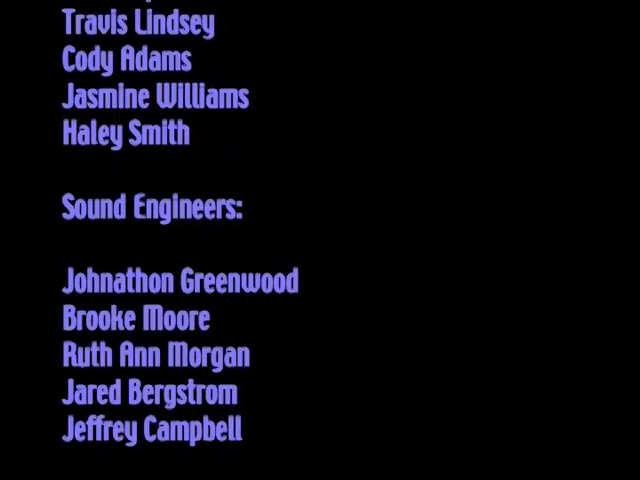 Travis Lindsey
Cody Adams
Jasmine Williams
Haley Smith
Sound Engineers:
Johnathon Greenwood
Brooke Moore
Ruth Ann Morgan
Jared Bergstrom
Jeffrey Campbell